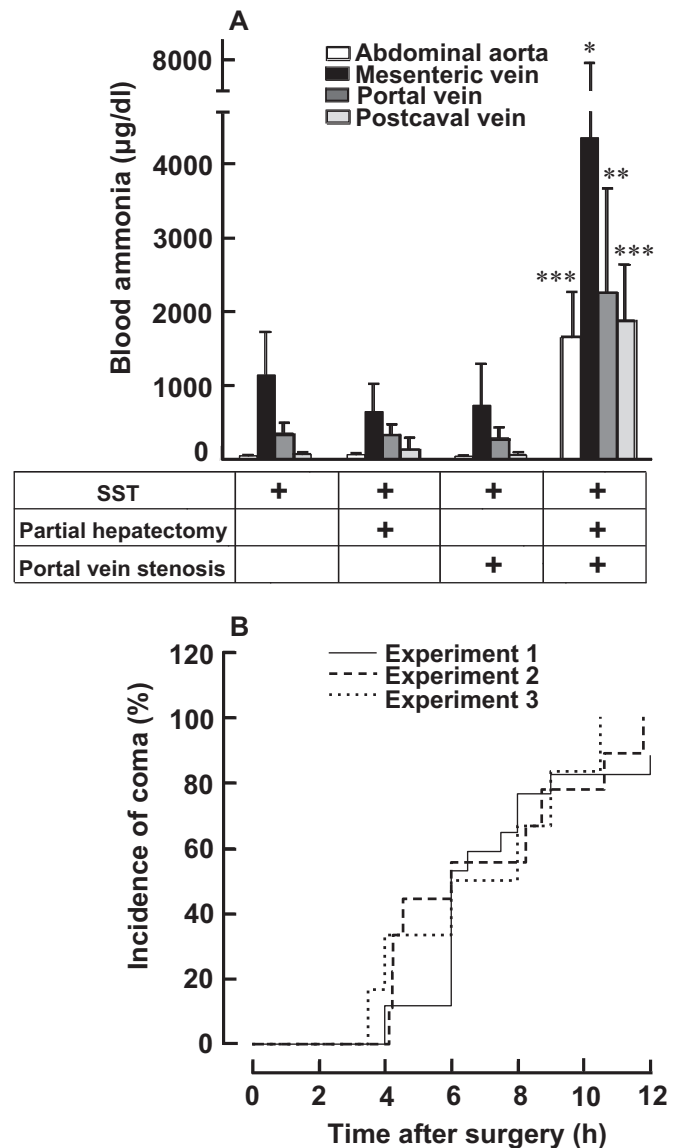 A
Blood ammonia (µg/dl)
8000
4000
3000
2000
1000
0
Abdominal aorta
Mesenteric vein
Portal vein
Postcaval vein
*
**
***
***
SST + + + +
Partial hepatectomy + +
Portal vein stenosis + +
B
Incidence of coma (%)
120
100
80
60
40
20
0
Experiment 1
Experiment 2
Experiment 3
0 2 4 6 8 10 12
Time after surgery (h)